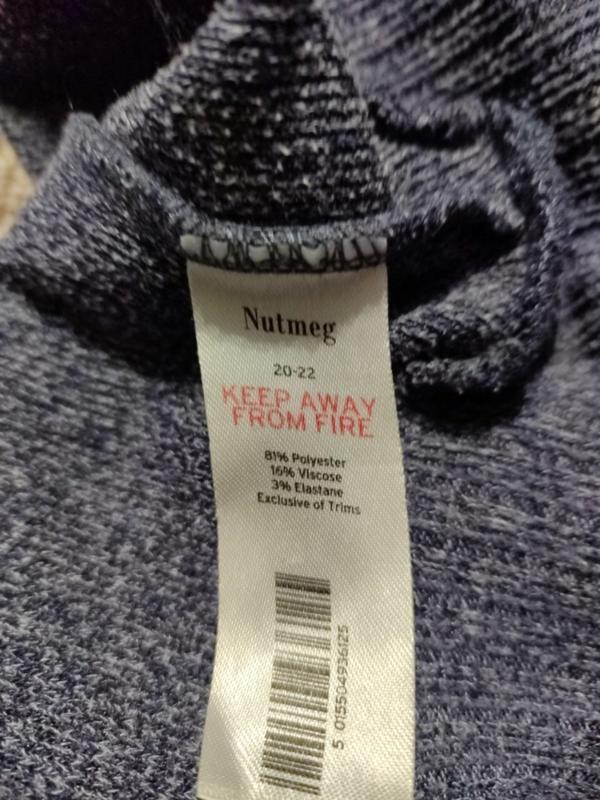 Nutmeg
20-22
KEEP AWAY
FROM FIRE
81% Polyester
16% Viscose
3% Elastane
Exclusive of Trims
5 015504936125